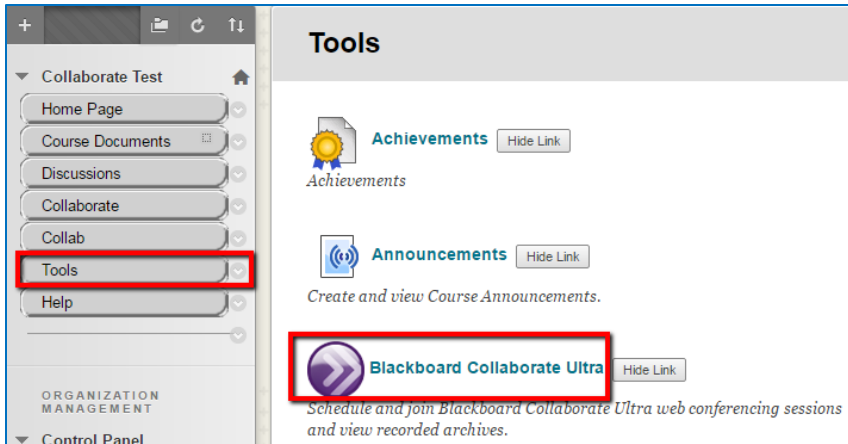 Collaborate Test
Home Page
Course Documents
Discussions
Collaborate
Collab
Tools
Help
ORGANIZATION
MANAGEMENT
Control Panel
Tools
Achievements Hide Link
Achievements
Announcements Hide Link
Create and view Course Announcements.
Blackboard Collaborate Ultra Hide Link
Schedule and join Blackboard Collaborate Ultra web conferencing sessions
and view recorded archives.